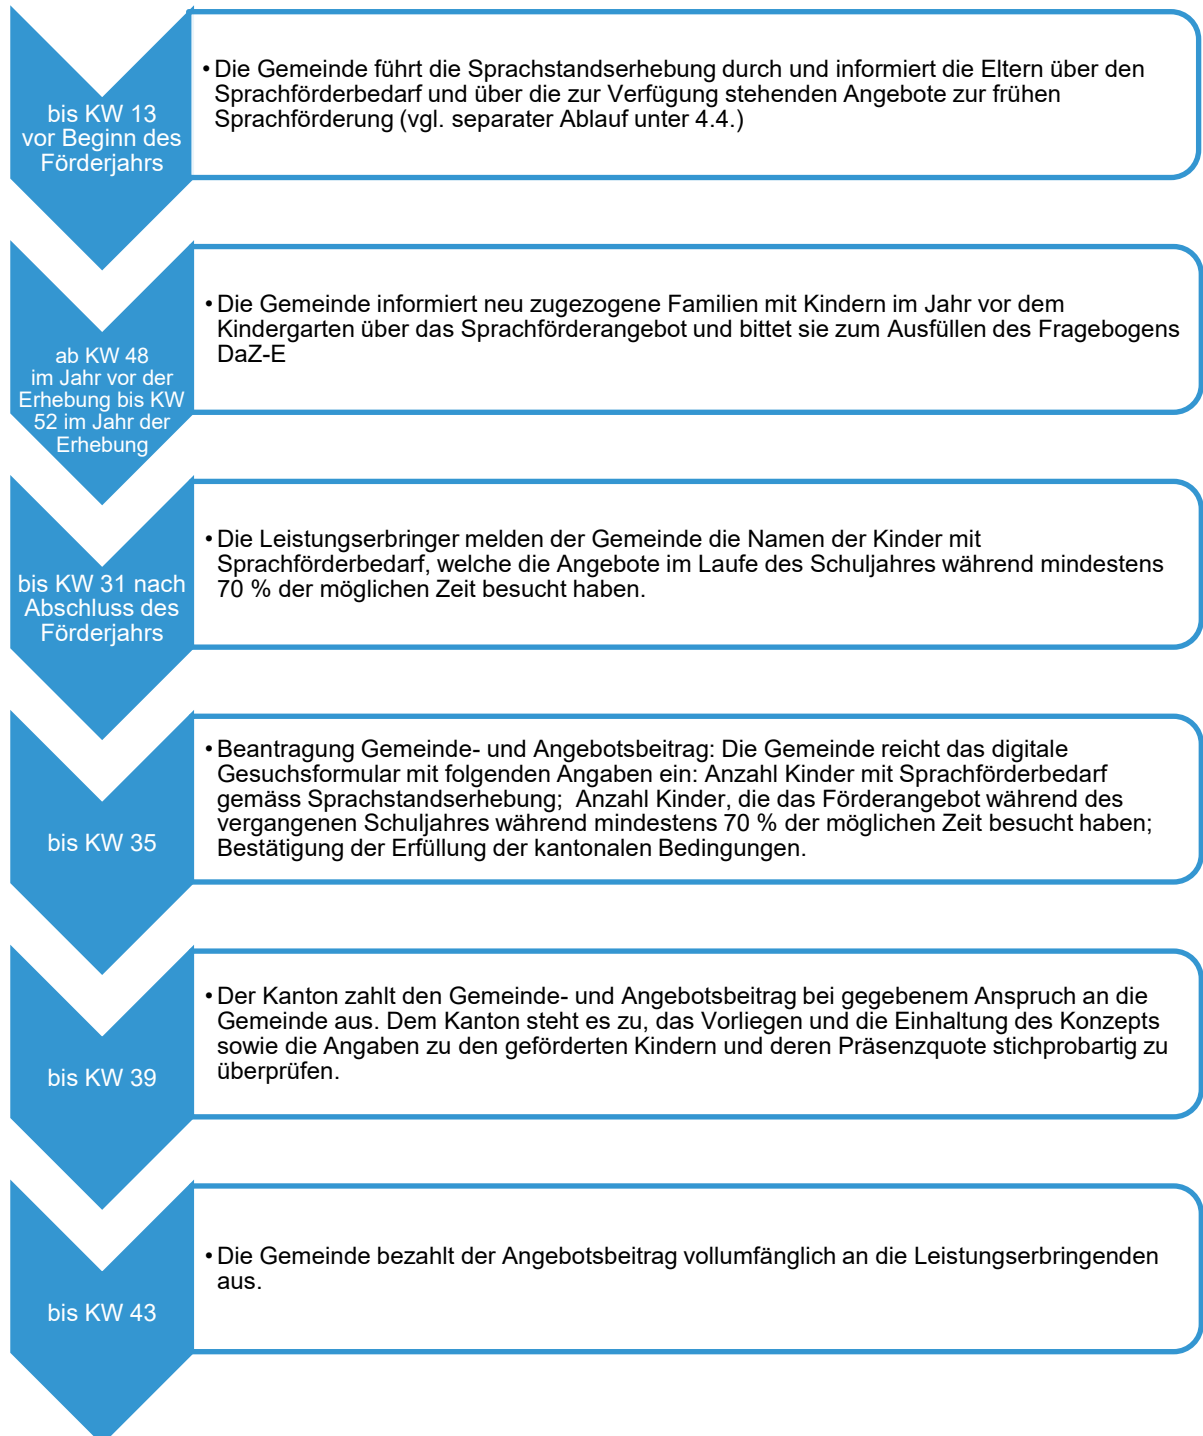 bis KW 13
vor Beginn des
Förderjahrs
• Die Gemeinde führt die Sprachstandserhebung durch und informiert die Eltern über den
Sprachförderbedarf und über die zur Verfügung stehenden Angebote zur frühen
Sprachförderung (vgl. separater Ablauf unter 4.4.)
ab KW 48
im Jahr vor der
Erhebung bis KW
52 im Jahr der
Erhebung
• Die Gemeinde informiert neu zugezogene Familien mit Kindern im Jahr vor dem
Kindergarten über das Sprachförderangebot und bittet sie zum Ausfüllen des Fragebogens
DaZ-E
bis KW 31 nach
Abschluss des
Förderjahrs
• Die Leistungserbringer melden der Gemeinde die Namen der Kinder mit
Sprachförderbedarf, welche die Angebote im Laufe des Schuljahres während mindestens
70 % der möglichen Zeit besucht haben.
bis KW 35
• Beantragung Gemeinde- und Angebotsbeitrag: Die Gemeinde reicht das digitale
Gesuchsformular mit folgenden Angaben ein: Anzahl Kinder mit Sprachförderbedarf
gemäss Sprachstandserhebung;  Anzahl Kinder, die das Förderangebot während des
vergangenen Schuljahres während mindestens 70 % der möglichen Zeit besucht haben;
Bestätigung der Erfüllung der kantonalen Bedingungen.
bis KW 39
• Der Kanton zahlt den Gemeinde- und Angebotsbeitrag bei gegebenem Anspruch an die
Gemeinde aus. Dem Kanton steht es zu, das Vorliegen und die Einhaltung des Konzepts
sowie die Angaben zu den geförderten Kindern und deren Präsenzquote stichprobartig zu
überprüfen.
bis KW 43
• Die Gemeinde bezahlt der Angebotsbeitrag vollumfänglich an die Leistungserbringenden
aus.